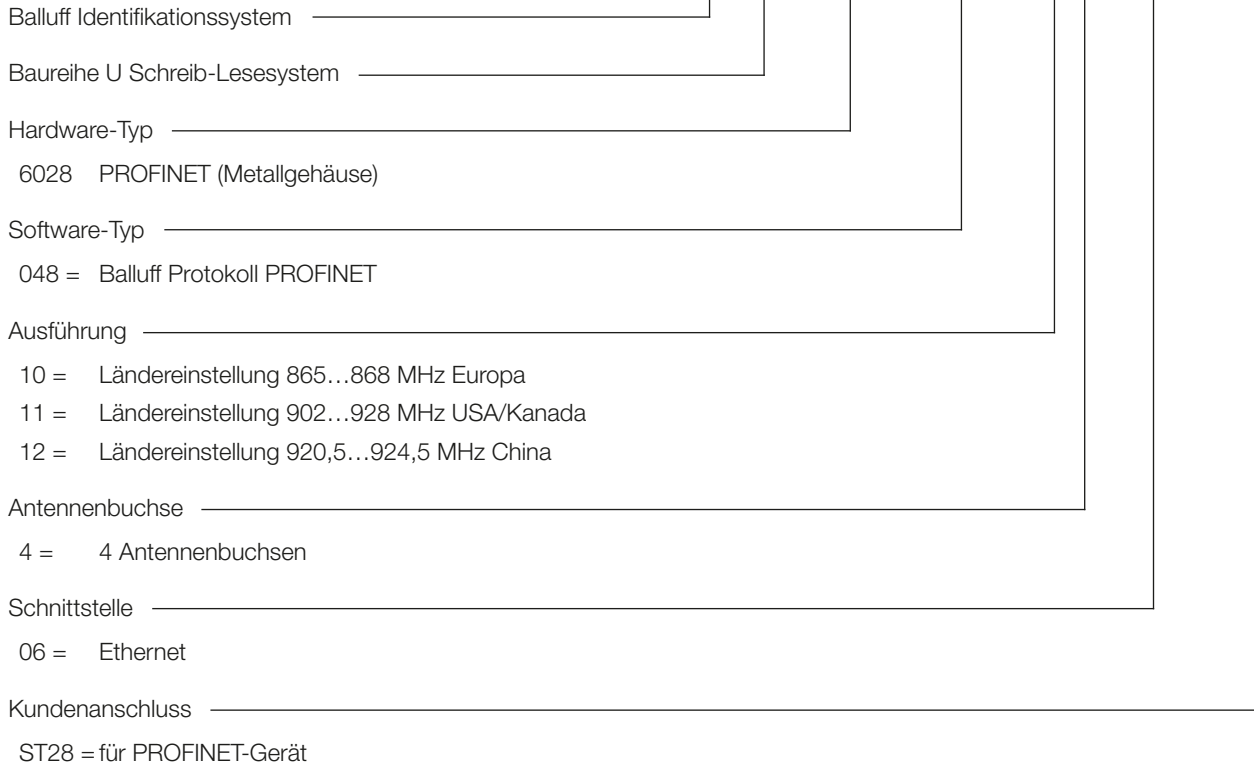 Balluff Identifikationssystem
Baureihe U Schreib-Lesesystem
Hardware-Typ
6028 PROFINET (Metallgehäuse)
Software-Typ
048 = Balluff Protokoll PROFINET
Ausführung
10 = Ländereinstellung 865…868 MHz Europa
11 = Ländereinstellung 902…928 MHz USA/Kanada
12 = Ländereinstellung 920,5…924,5 MHz China
Antennenbuchse
4 = 4 Antennenbuchsen
Schnittstelle
06 = Ethernet
Kundenanschluss
ST28 = für PROFINET-Gerät